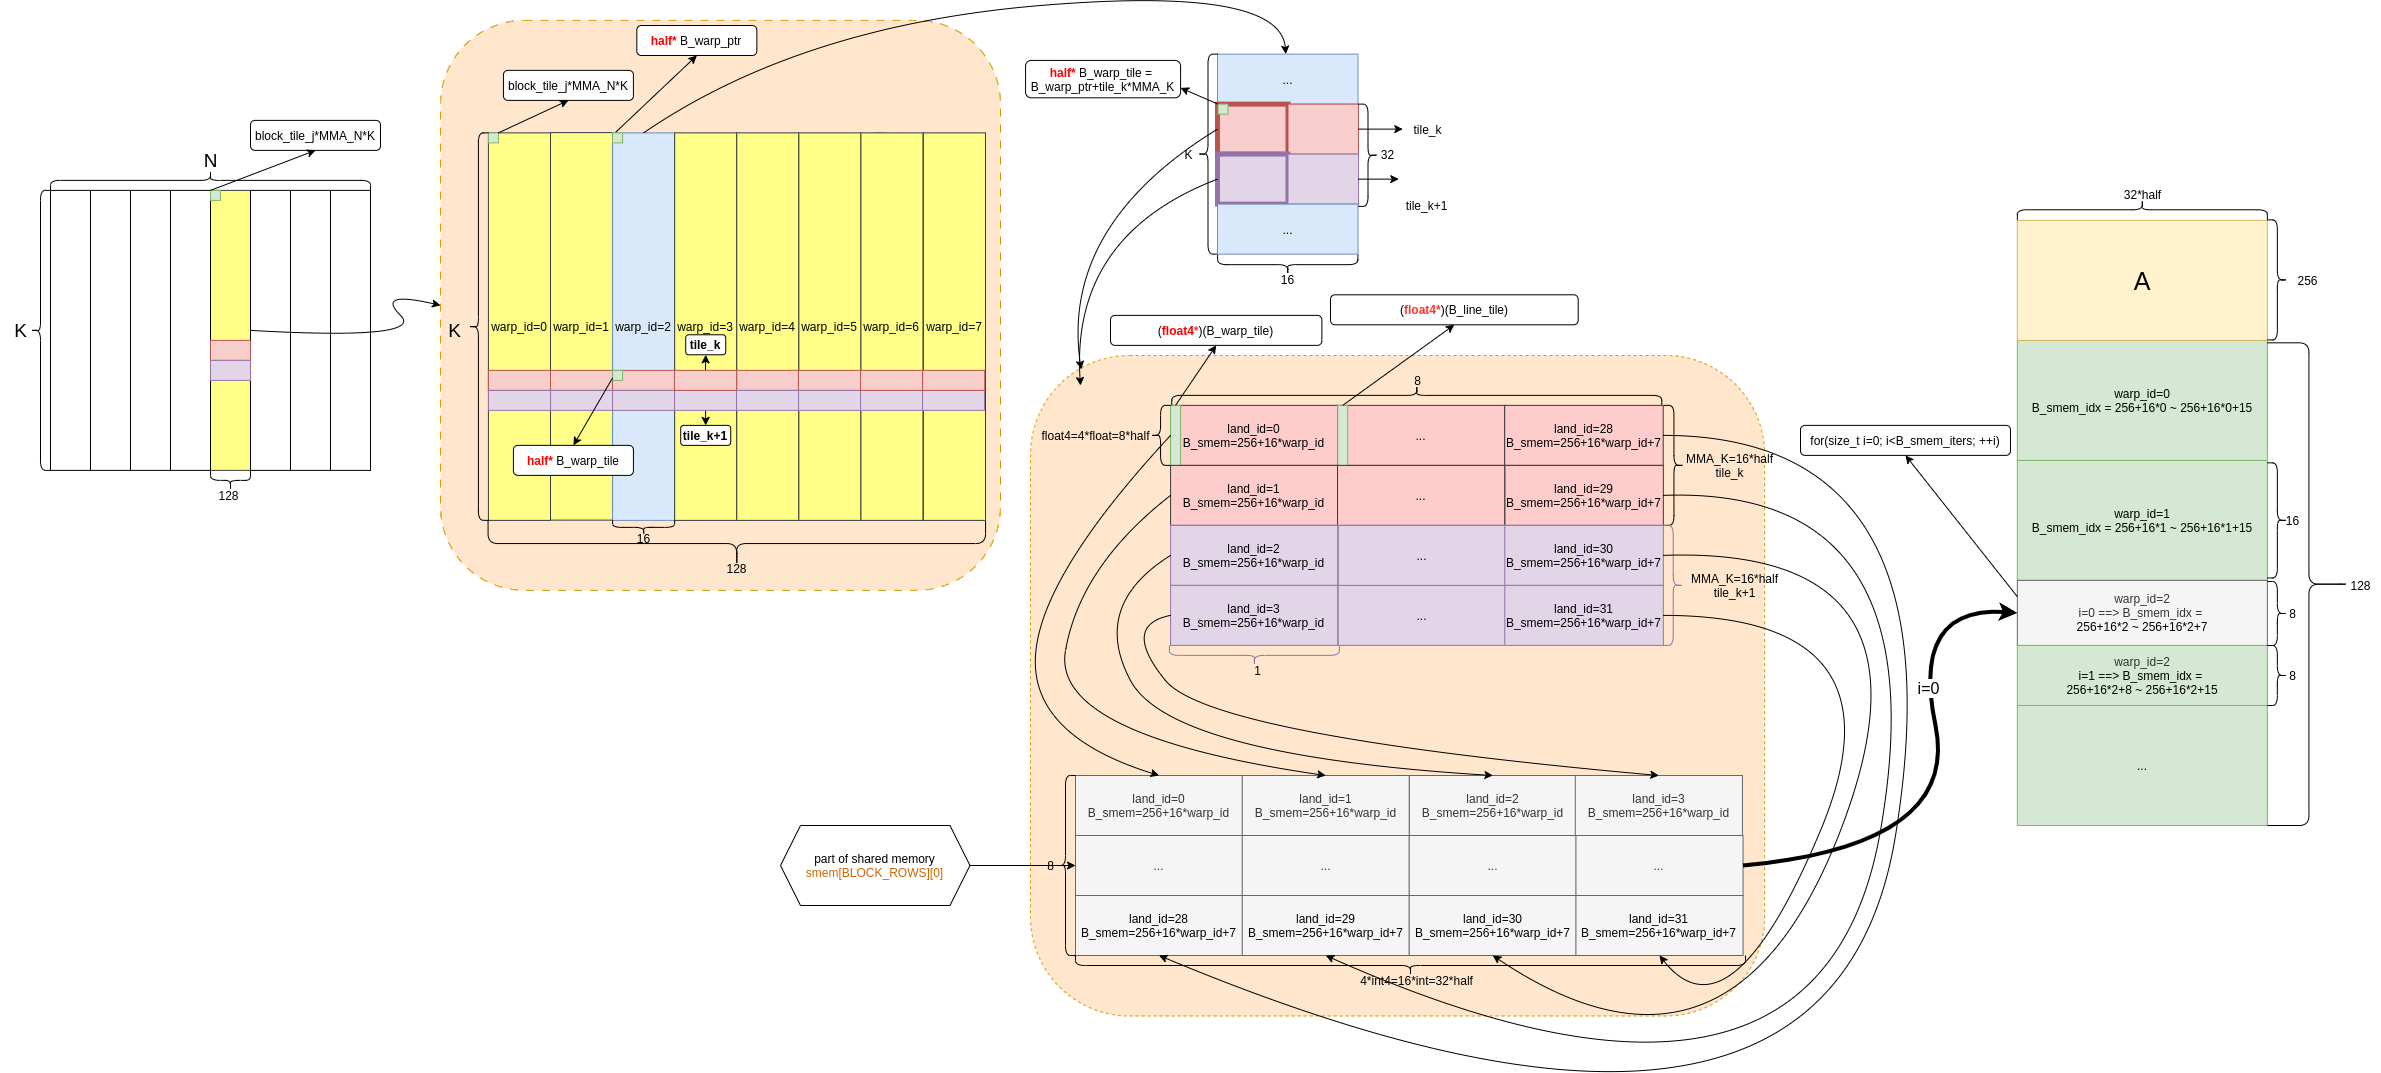 N
K
block_tile_j*MMA_N*K
128
half* B_warp_ptr
block_tile_j*MMA_N*K
K
warp_id=0
warp_id=1
warp_id=2
warp_id=3
warp_id=4
warp_id=5
warp_id=6
warp_id=7
tile_k
tile_k+1
half* B_warp_tile
16
128
half* B_warp_tile =
B_warp_ptr+tile_k*MMA_K
...
K
tile_k
32
tile_k+1
...
16
(float4*)(B_warp_tile)
(float4*)(B_line_tile)
8
float4=4*float=8*half
land_id=0
B_smem=256+16*warp_id
...
land_id=28
B_smem=256+16*warp_id+7
land_id=1
B_smem=256+16*warp_id
...
land_id=29
B_smem=256+16*warp_id+7
MMA_K=16*half
tile_k
land_id=2
B_smem=256+16*warp_id
...
land_id=30
B_smem=256+16*warp_id+7
land_id=3
B_smem=256+16*warp_id
...
land_id=31
B_smem=256+16*warp_id+7
MMA_K=16*half
tile_k+1
1
part of shared memory
smem[BLOCK_ROWS][0]
8
land_id=0
B_smem=256+16*warp_id
land_id=1
B_smem=256+16*warp_id
land_id=2
B_smem=256+16*warp_id
land_id=3
B_smem=256+16*warp_id
...
...
...
...
land_id=28
B_smem=256+16*warp_id+7
land_id=29
B_smem=256+16*warp_id+7
land_id=30
B_smem=256+16*warp_id+7
land_id=31
B_smem=256+16*warp_id+7
4*int4=16*int=32*half
i=0
for(size_t i=0; i<B_smem_iters; ++i)
32*half
A
256
warp_id=0
B_smem_idx = 256+16*0 ~ 256+16*0+15
warp_id=1
B_smem_idx = 256+16*1 ~ 256+16*1+15
16
warp_id=2
i=0 ==> B_smem_idx =
256+16*2 ~ 256+16*2+7
8
warp_id=2
i=1 ==> B_smem_idx =
256+16*2+8 ~ 256+16*2+15
8
...
128